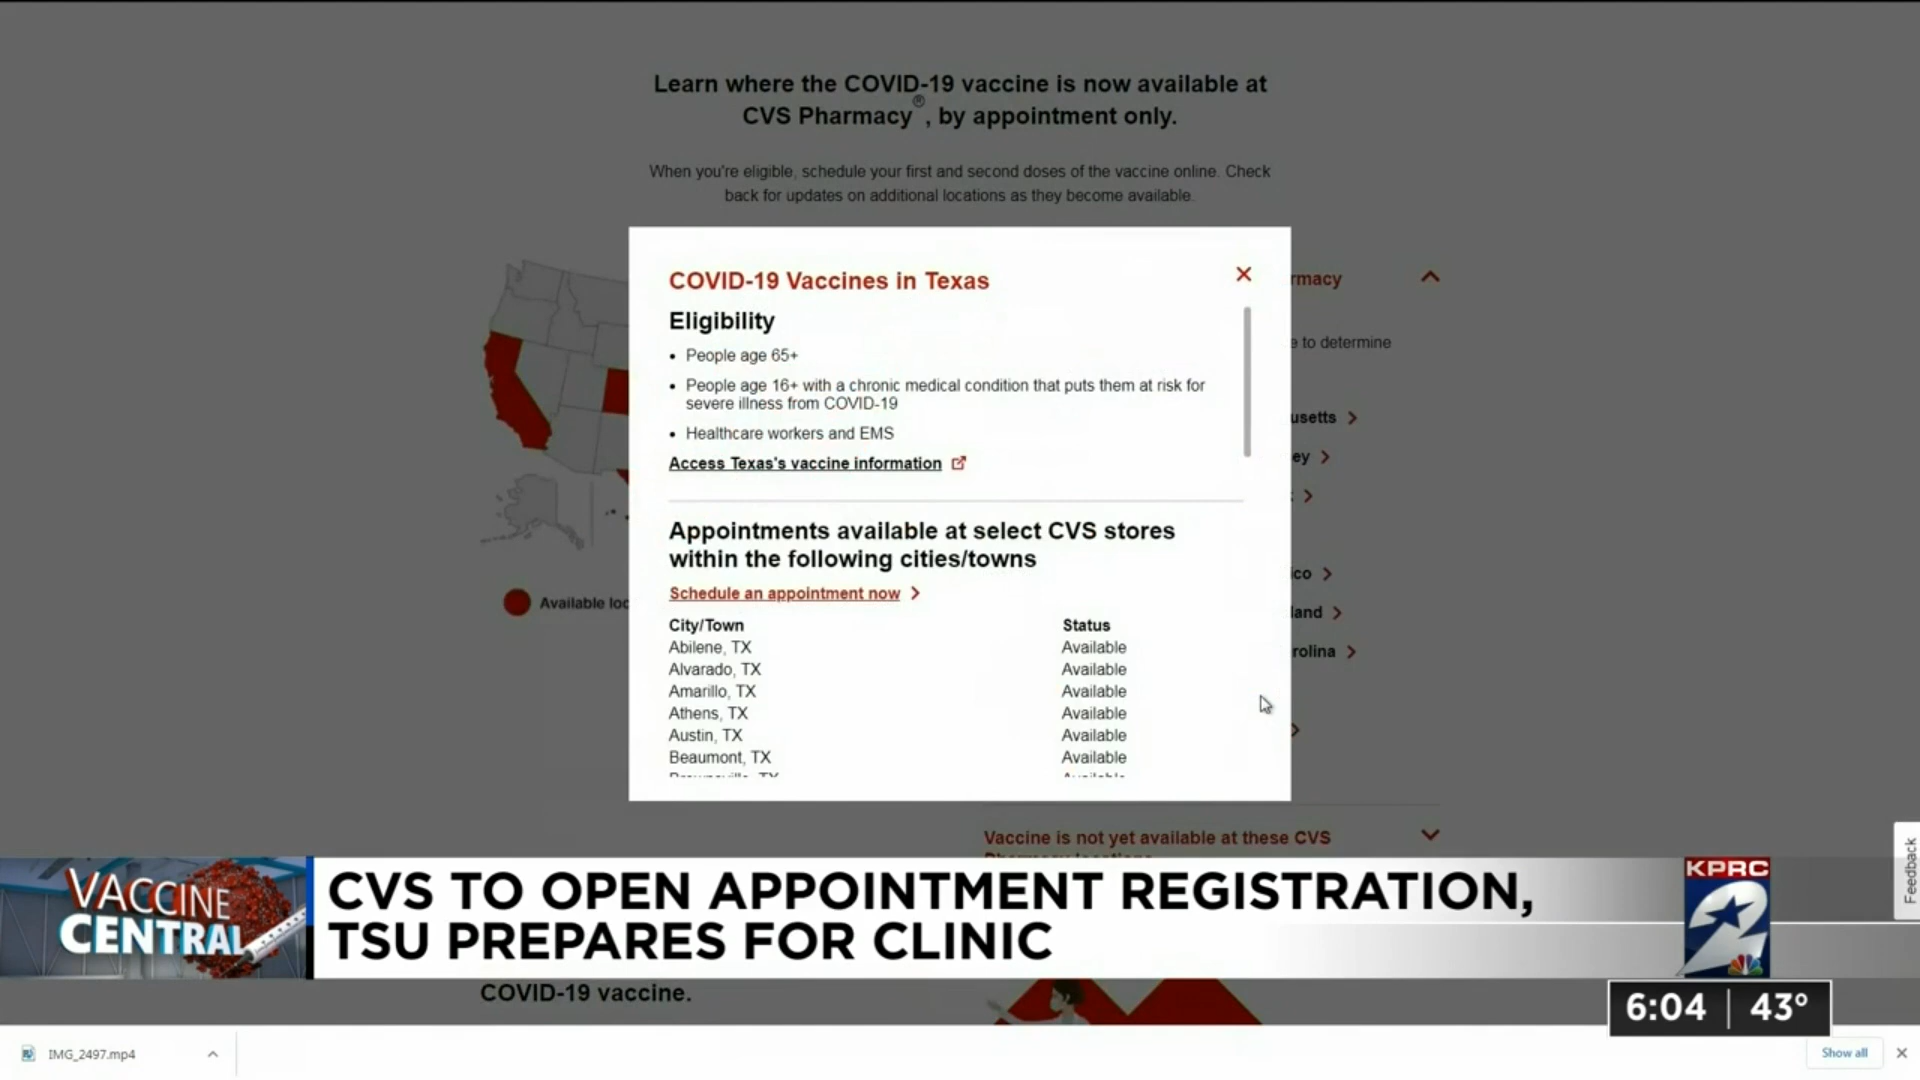 Learn where the COVID-19 vaccine is now available at
CVS Pharmacy®, by appointment only.
When you're eligible, schedule your first and second doses of the vaccine online. Check
back for updates on additional locations as they become available.
COVID-19 Vaccines in Texas
Eligibility
• People age 65+
• People age 16+ with a chronic medical condition that puts them at risk for
severe illness from COVID-19
• Healthcare workers and EMS
Access Texas's vaccine information
Appointments available at select CVS stores
within the following cities/towns
Schedule an appointment now
City/Town Status
Abilene, TX Available
Alvarado, TX Available
Amarillo, TX Available
Athens, TX Available
Austin, TX Available
Beaumont, TX Available
rmacy
e to determine
usetts
ey
ico
land
rolina
Available loc
Vaccine is not yet available at these CVS
Feedback
VACCINE
CENTRAL
CVS TO OPEN APPOINTMENT REGISTRATION,
TSU PREPARES FOR CLINIC
KPRC
2
COVID-19 vaccine.
6:04 43°
IMG_2497.mp4
Show all